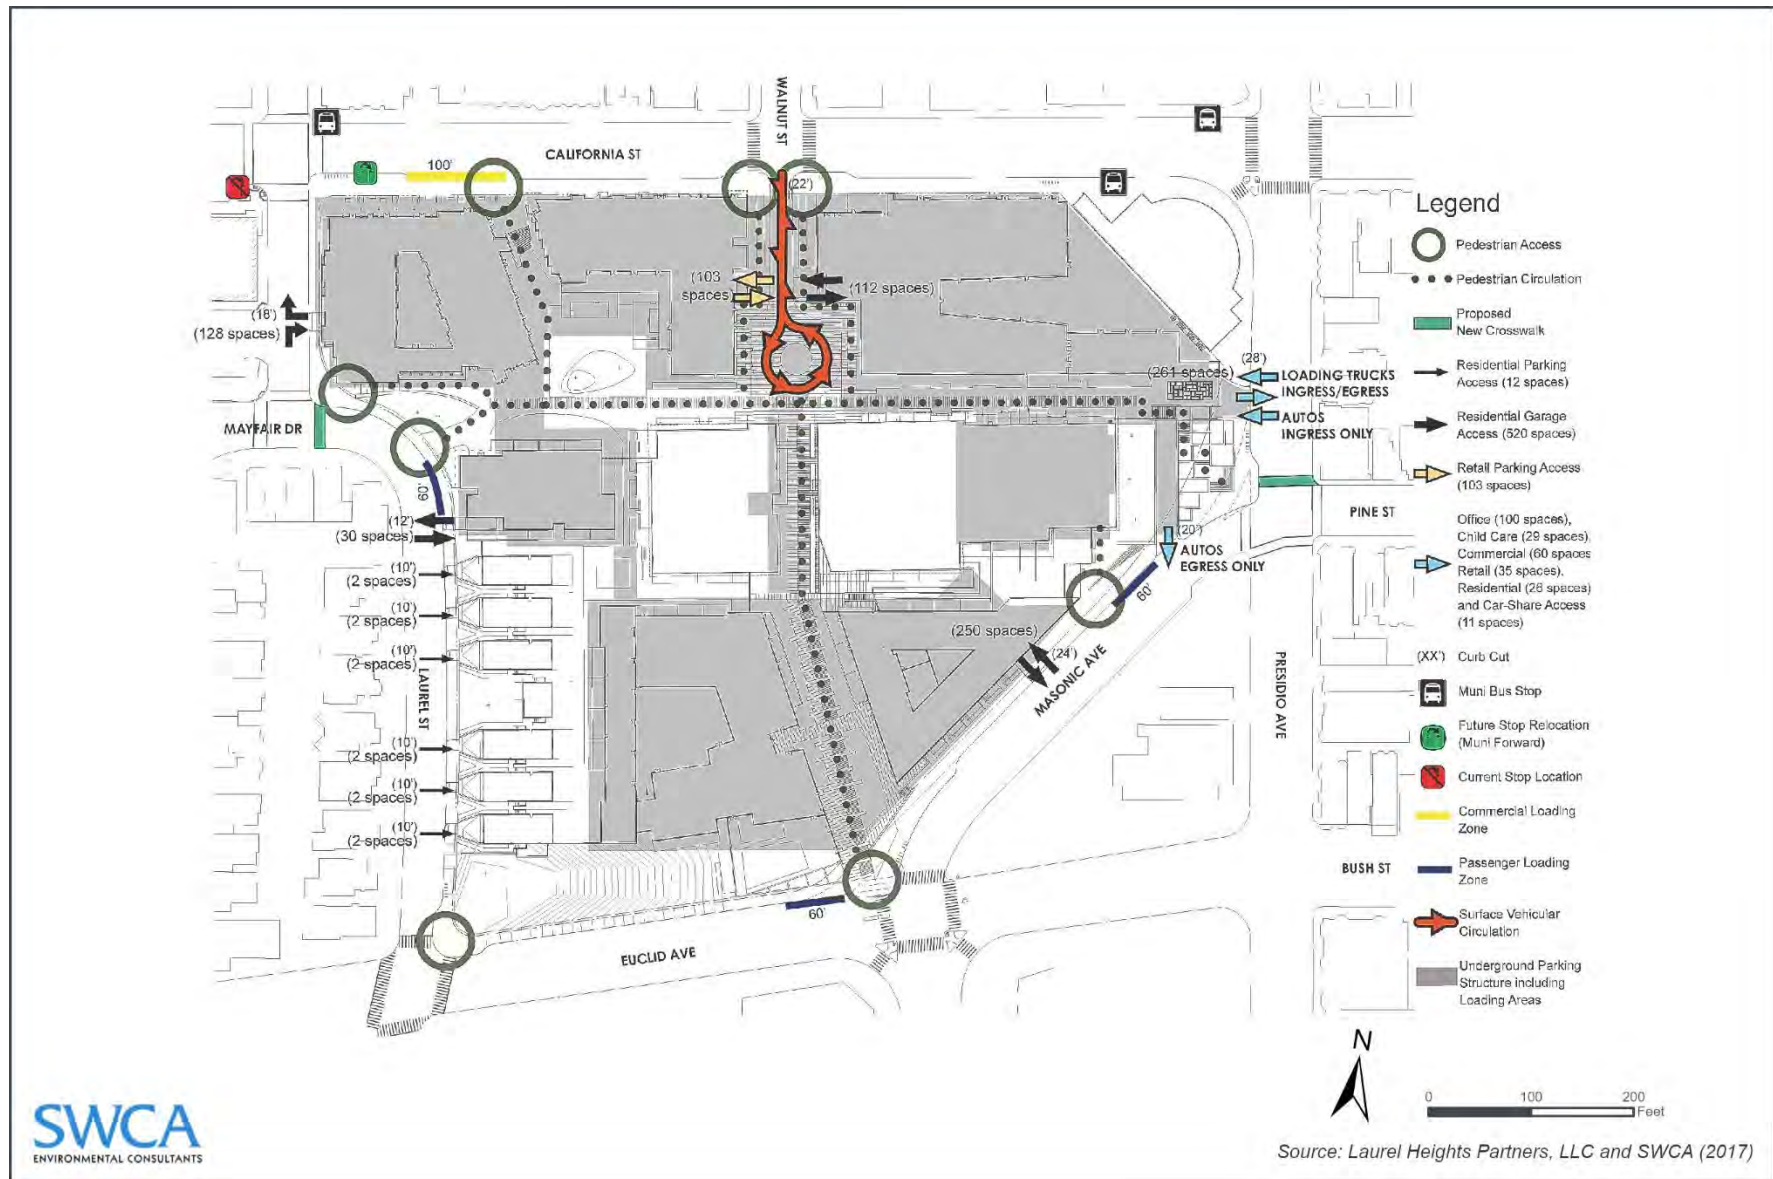 WALNUT ST
CALIFORNIA ST
100'
(22')
(103
spaces)
(112 spaces)
(18')
(128 spaces)
(28')
(261 spaces)
LOADING TRUCKS
INGRESS/EGRESS
AUTOS
INGRESS ONLY
MAYFAIR DR
60'
(12')
(30 spaces)
PINE ST
(20')
AUTOS
EGRESS ONLY
60'
(10')
(2 spaces)
(10')
(2 spaces)
(10')
(2 spaces)
(250 spaces)
(24')
MASONIC AVE
LAUREL ST
PRESIDIO AVE
(10')
(2 spaces)
(10')
(2 spaces)
(10')
(2 spaces)
BUSH ST
60'
EUCLID AVE
Legend
Pedestrian Access
Pedestrian Circulation
Proposed
New Crosswalk
Residential Parking
Access (12 spaces)
Residential Garage
Access (520 spaces)
Retail Parking Access
(103 spaces)
Office (100 spaces),
Child Care (29 spaces),
Commercial (60 spaces
Retail (35 spaces),
Residential (26 spaces)
and Car-Share Access
(11 spaces)
(XX') Curb Cut
Muni Bus Stop
Future Stop Relocation
(Muni Forward)
Current Stop Location
Commercial Loading
Zone
Passenger Loading
Zone
Surface Vehicular
Circulation
Underground Parking
Structure including
Loading Areas
N
0 100 200
Feet
SWCA
ENVIRONMENTAL CONSULTANTS
Source: Laurel Heights Partners, LLC and SWCA (2017)